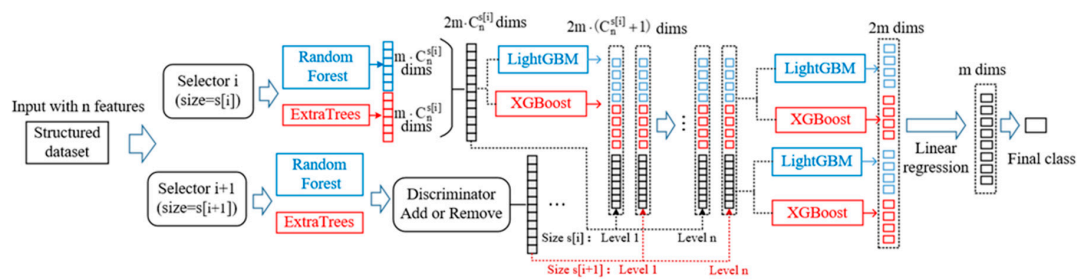 Input with n features
Structured
dataset
Selector i
(size=s[i])
Random
Forest
ExtraTrees
m · C_n^{s[i]}
dims
m · C_n^{s[i]}
dims
2m · C_n^{s[i]} dims
LightGBM
XGBoost
2m · (C_n^{s[i]}+1) dims
LightGBM
XGBoost
LightGBM
XGBoost
2m dims
Linear
regression
m dims
Final class
Selector i+1
(size=s[i+1])
Random
Forest
ExtraTrees
Discriminator
Add or Remove
...
Size s[i] : Level 1 Level n
Size s[i+1] : Level 1 Level n